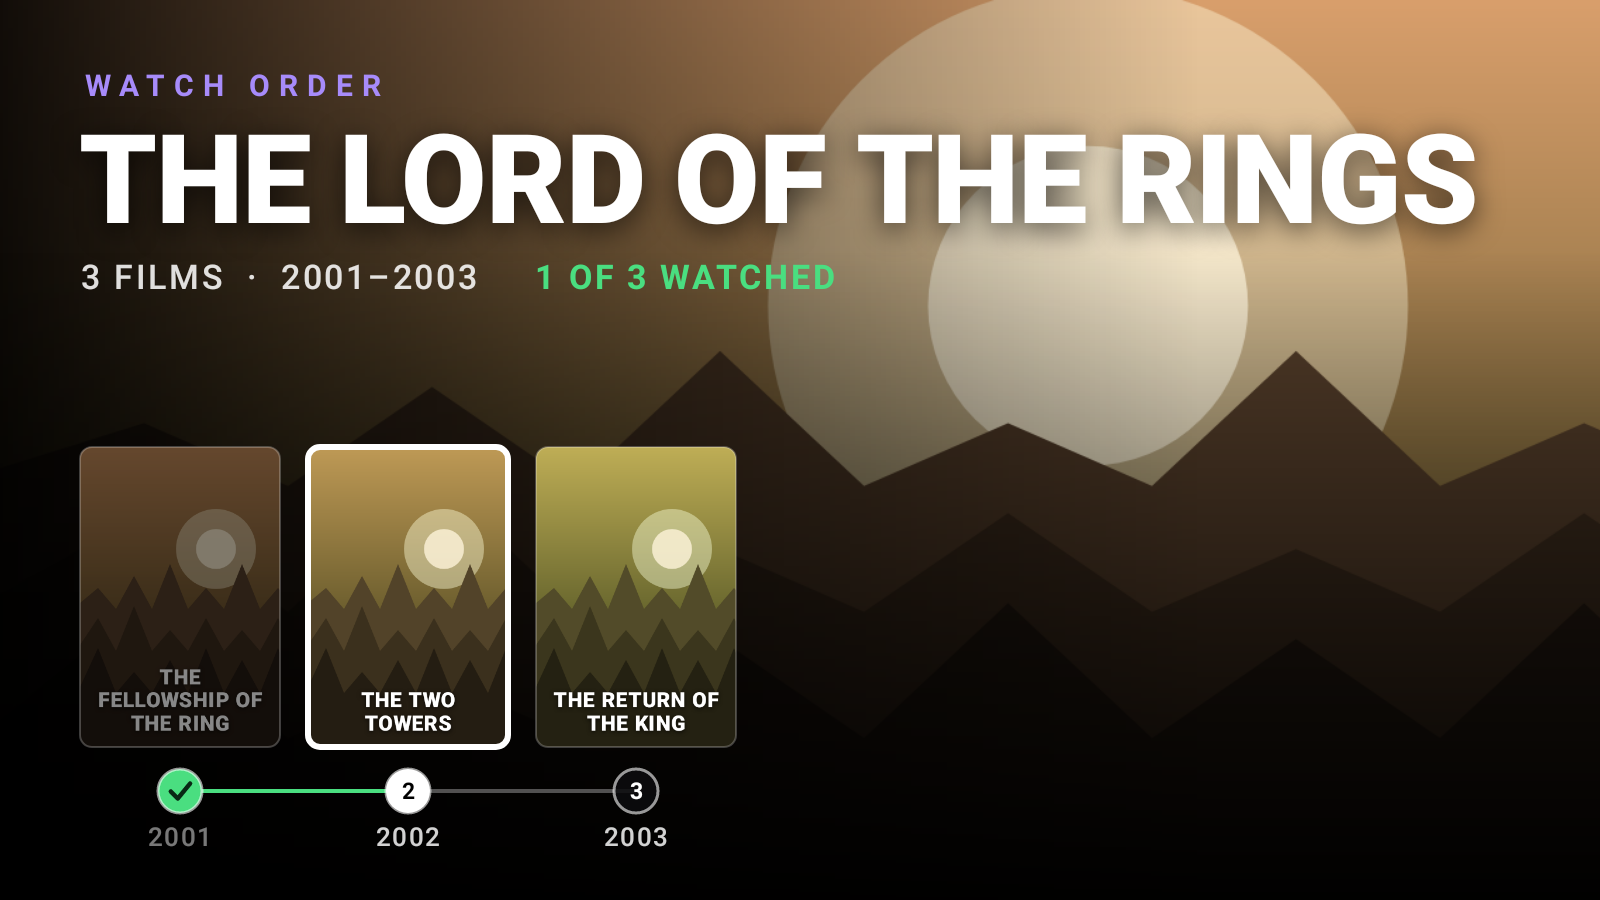 WATCH ORDER
THE LORD OF THE RINGS
3 FILMS · 2001–2003 1 OF 3 WATCHED
THE
FELLOWSHIP OF
THE RING
THE TWO
TOWERS
THE RETURN OF
THE KING
2 3
2001 2002 2003